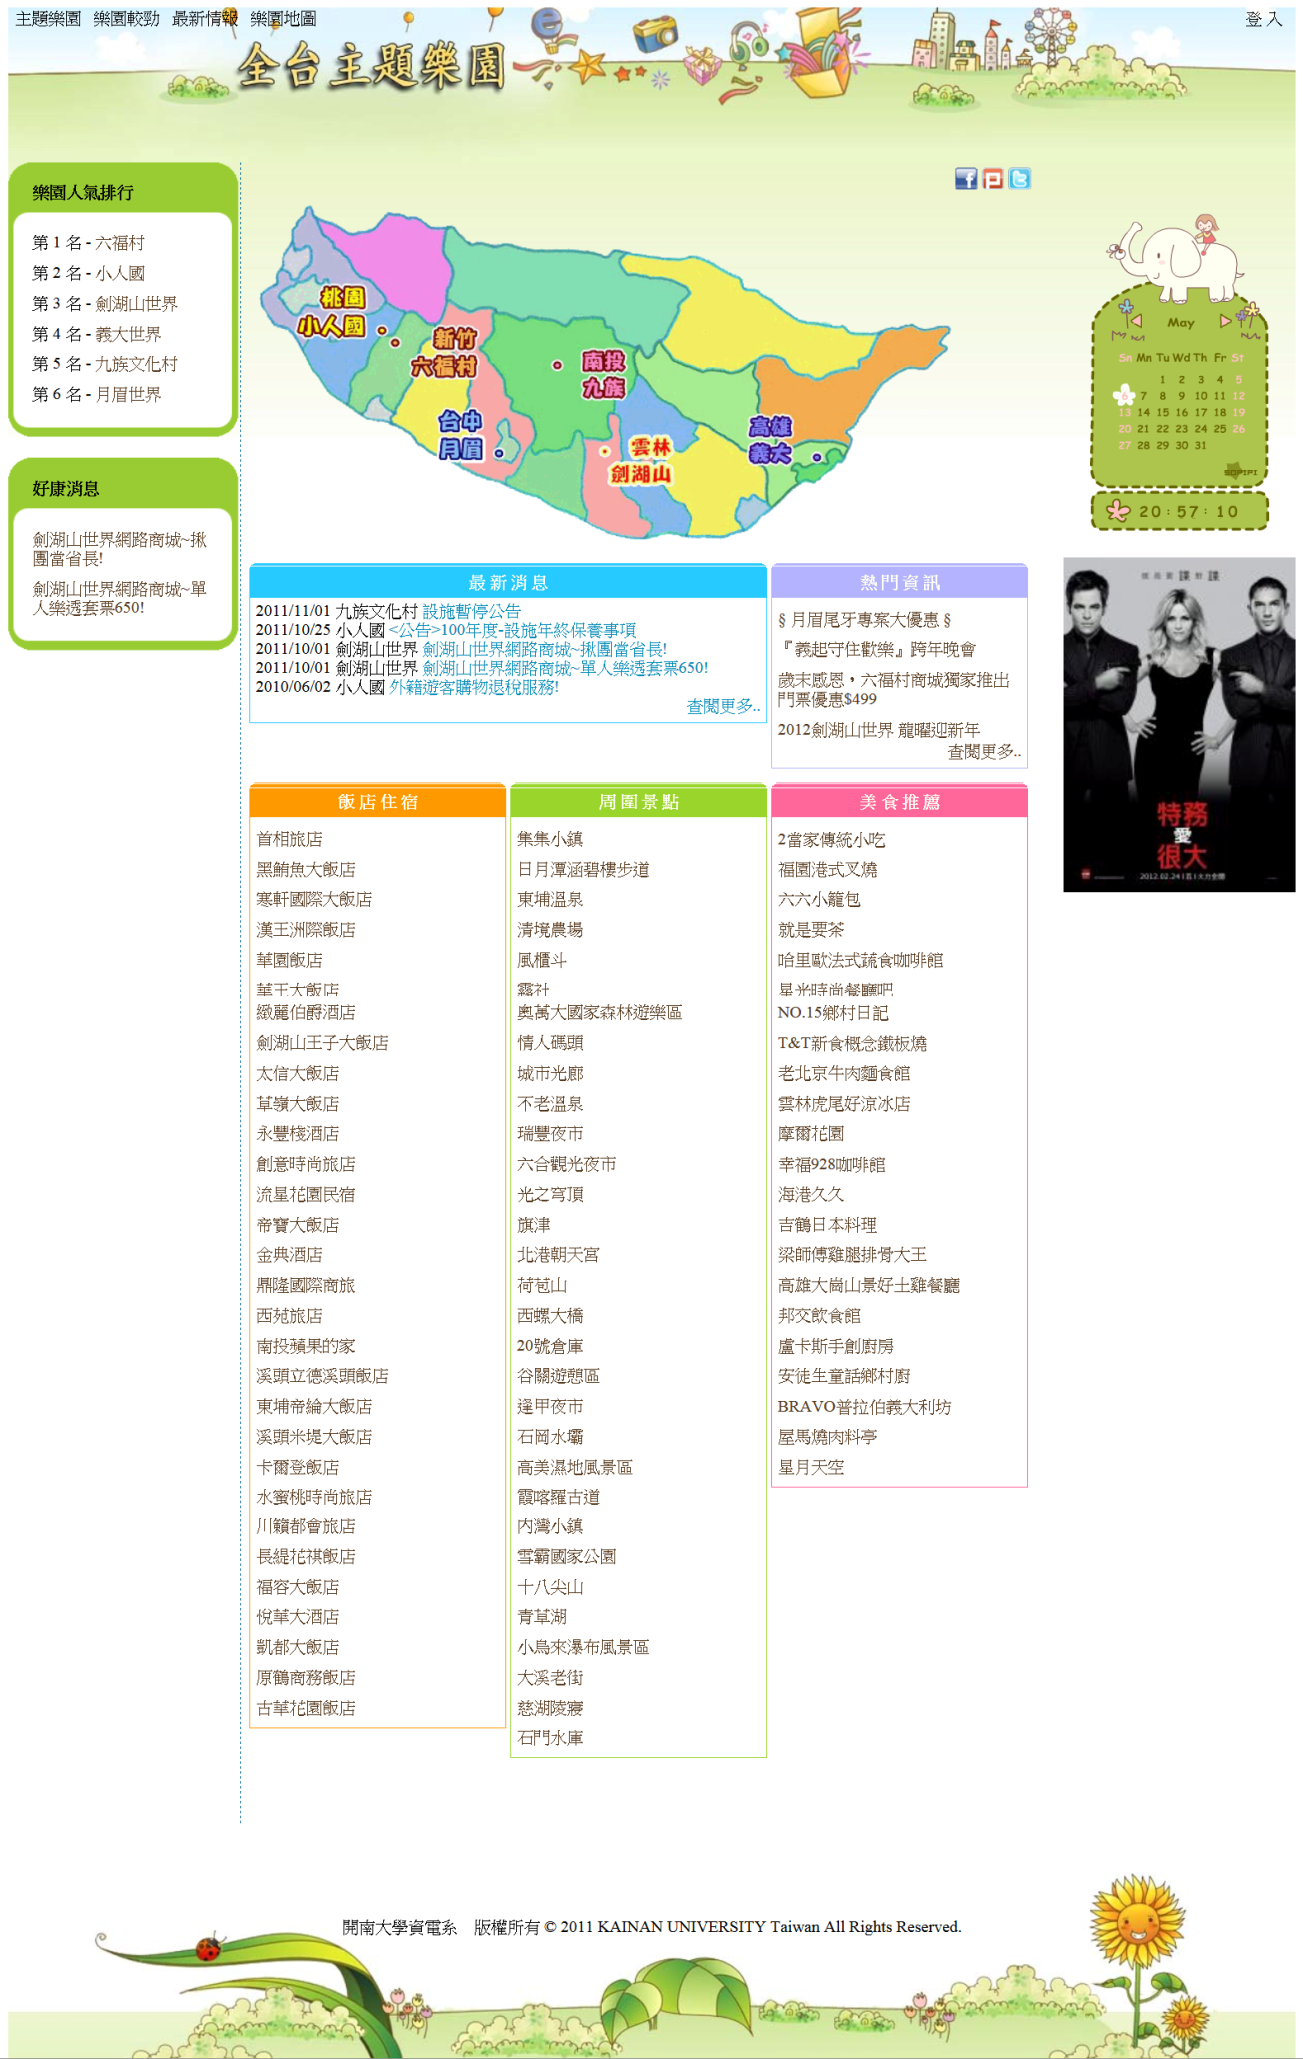 主題樂園 樂園較勁 最新情報 樂園地圖
登 入
全台主題樂園
樂園人氣排行
第 1 名 - 六福村
第 2 名 - 小人國
第 3 名 - 劍湖山世界
第 4 名 - 義大世界
第 5 名 - 九族文化村
第 6 名 - 月眉世界
好康消息
劍湖山世界網路商城~揪
團當省長!
劍湖山世界網路商城~單
人樂透套票650!
桃園
小人國
新竹
六福村
南投
九族
台中
月眉
雲林
劍湖山
高雄
義大
May
Sn Mn Tu Wd Th Fr St
1 2 3 4 5
6 7 8 9 10 11 12
13 14 15 16 17 18 19
20 21 22 23 24 25 26
27 28 29 30 31
20:57:10
最新消息
2011/11/01 九族文化村 設施暫停公告
2011/10/25 小人國 <公告>100年度-設施年終保養事項
2011/10/01 劍湖山世界 劍湖山世界網路商城~揪團當省長!
2011/10/01 劍湖山世界 劍湖山世界網路商城~單人樂透套票650!
2010/06/02 小人國 外籍遊客購物退稅服務!
查閱更多..
熱門資訊
§ 月眉尾牙專案大優惠 §
『義起守住歡樂』跨年晚會
歲末感恩，六福村商城獨家推出
門票優惠$499
2012劍湖山世界 龍曜迎新年
查閱更多..
特務
愛
很大
飯店住宿
首相旅店
黑鮪魚大飯店
寒軒國際大飯店
漢王洲際飯店
華園飯店
華王大飯店
緻麗伯爵酒店
劍湖山王子大飯店
太信大飯店
草嶺大飯店
永豐棧酒店
創意時尚旅店
流星花園民宿
帝寶大飯店
金典酒店
鼎隆國際商旅
西苑旅店
南投蘋果的家
溪頭立德溪頭飯店
東埔帝綸大飯店
溪頭米堤大飯店
卡爾登飯店
水蜜桃時尚旅店
川籟都會旅店
長緹花祺飯店
福容大飯店
悅華大酒店
凱都大飯店
原鶴商務飯店
古華花園飯店
周圍景點
集集小鎮
日月潭涵碧樓步道
東埔溫泉
清境農場
風櫃斗
霧社
奧萬大國家森林遊樂區
情人碼頭
城市光廊
不老溫泉
瑞豐夜市
六合觀光夜市
光之穹頂
旗津
北港朝天宮
荷苞山
西螺大橋
20號倉庫
谷關遊憩區
逢甲夜市
石岡水壩
高美濕地風景區
霞喀羅古道
內灣小鎮
雪霸國家公園
十八尖山
青草湖
小烏來瀑布風景區
大溪老街
慈湖陵寢
石門水庫
美食推薦
2當家傳統小吃
福園港式叉燒
六六小籠包
就是要茶
哈里歐法式蔬食咖啡館
星光時尚餐廳吧
NO.15鄉村日記
T&T新食概念鐵板燒
老北京牛肉麵食館
雲林虎尾好涼冰店
摩爾花園
幸福928咖啡館
海港久久
吉鶴日本料理
梁師傅雞腿排骨大王
高雄大崗山景好土雞餐廳
邦交飲食館
盧卡斯手創廚房
安徒生童話鄉村廚
BRAVO普拉伯義大利坊
屋馬燒肉料亭
星月天空
開南大學資電系　版權所有 © 2011 KAINAN UNIVERSITY Taiwan All Rights Reserved.